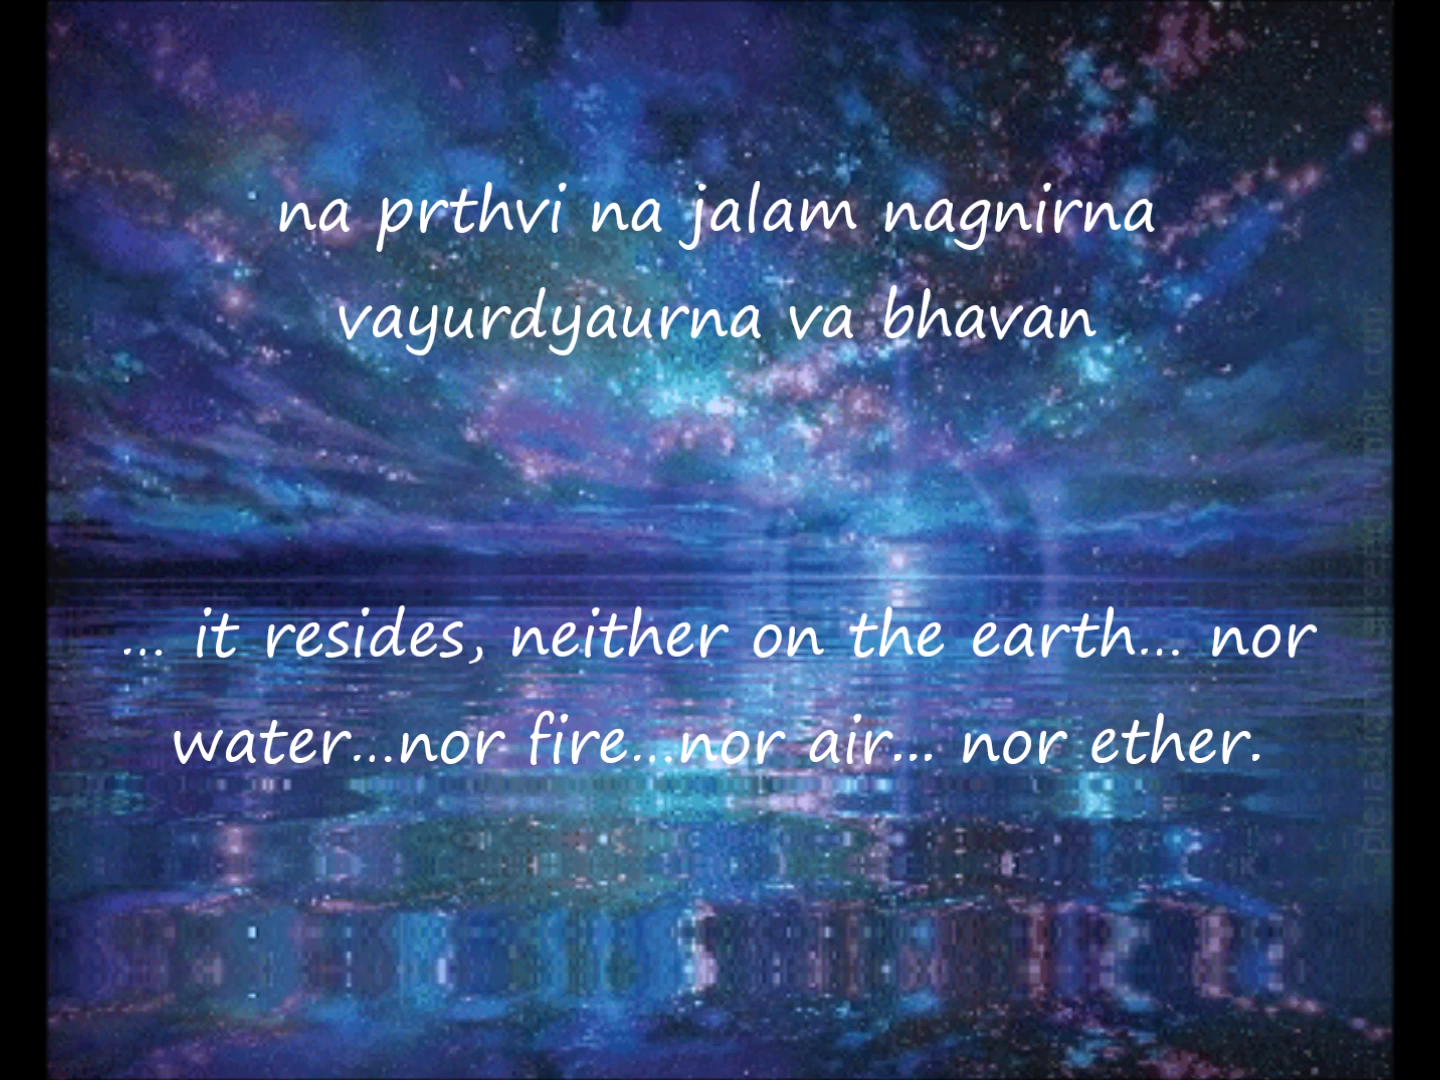 na prthvi na jalam nagnirna
vayurdyaurna va bhavan
... it resides, neither on the earth... nor
water...nor fire...nor air... nor ether.